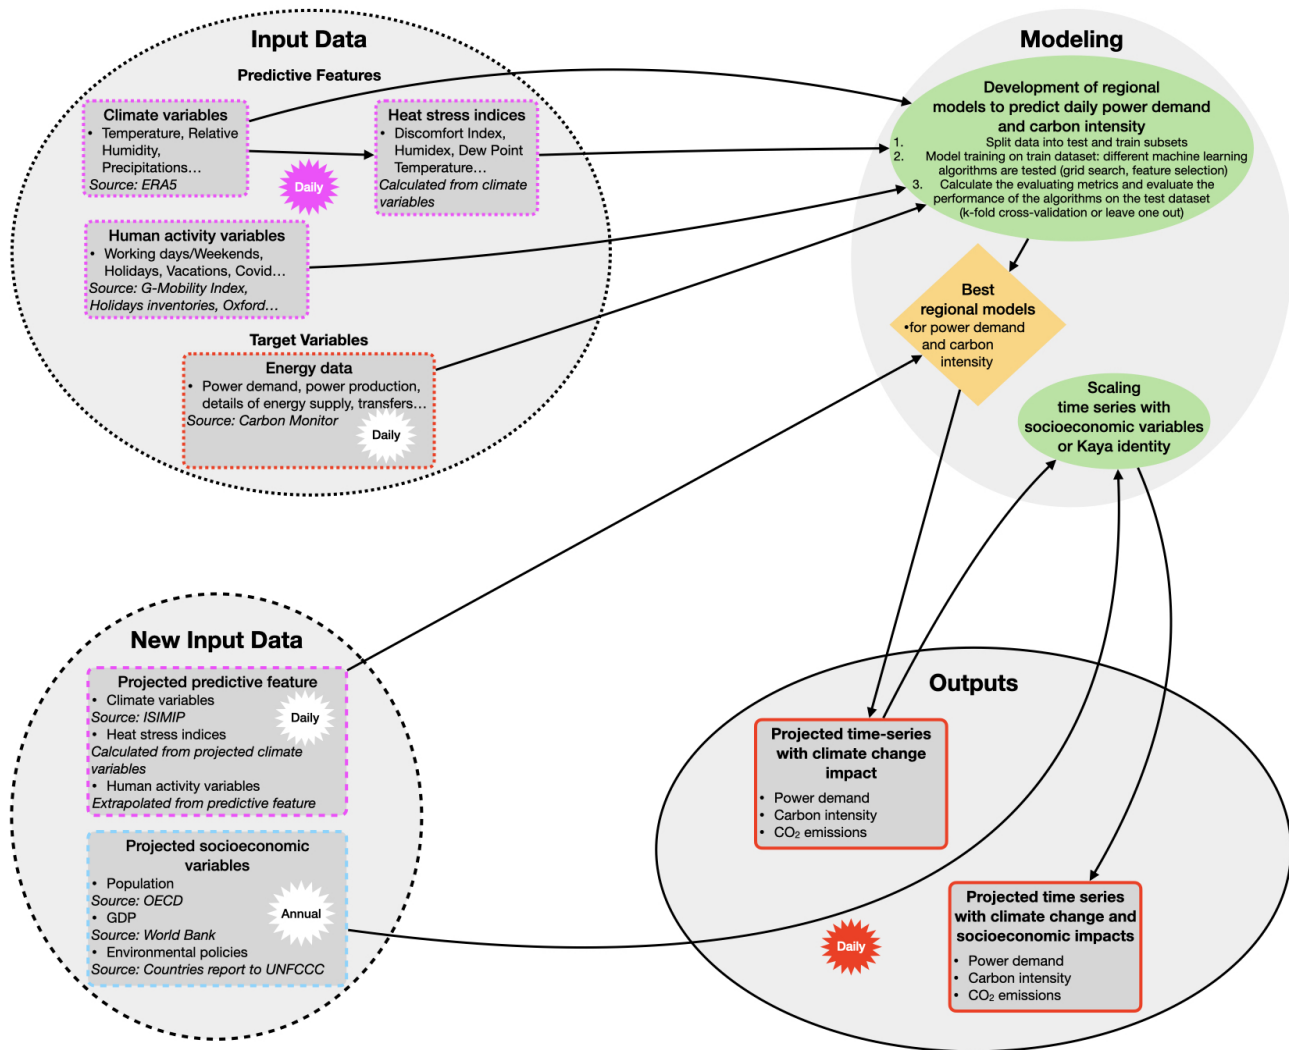 Input Data
Predictive Features
Climate variables
• Temperature, Relative
Humidity,
Precipitations…
Source: ERA5
Daily
Heat stress indices
• Discomfort Index,
Humidex, Dew Point
Temperature…
Calculated from climate
variables
Human activity variables
• Working days/Weekends,
Holidays, Vacations, Covid…
Source: G-Mobility Index,
Holidays inventories, Oxford…
Target Variables
Energy data
• Power demand, power production,
details of energy supply, transfers…
Source: Carbon Monitor
Daily
Modeling
Development of regional
models to predict daily power demand
and carbon intensity
1. Split data into test and train subsets
2. Model training on train dataset: different machine learning
algorithms are tested (grid search, feature selection)
3. Calculate the evaluating metrics and evaluate the
performance of the algorithms on the test dataset
(k-fold cross-validation or leave one out)
Best
regional models
•for power demand
and carbon
intensity
Scaling
time series with
socioeconomic variables
or Kaya identity
New Input Data
Projected predictive feature
• Climate variables
Source: ISIMIP
• Heat stress indices
Calculated from projected climate
variables
• Human activity variables
Extrapolated from predictive feature
Daily
Projected socioeconomic
variables
• Population
Source: OECD
• GDP
Source: World Bank
• Environmental policies
Source: Countries report to UNFCCC
Annual
Outputs
Projected time-series
with climate change
impact
• Power demand
• Carbon intensity
• CO₂ emissions
Daily
Projected time series
with climate change and
socioeconomic impacts
• Power demand
• Carbon intensity
• CO₂ emissions